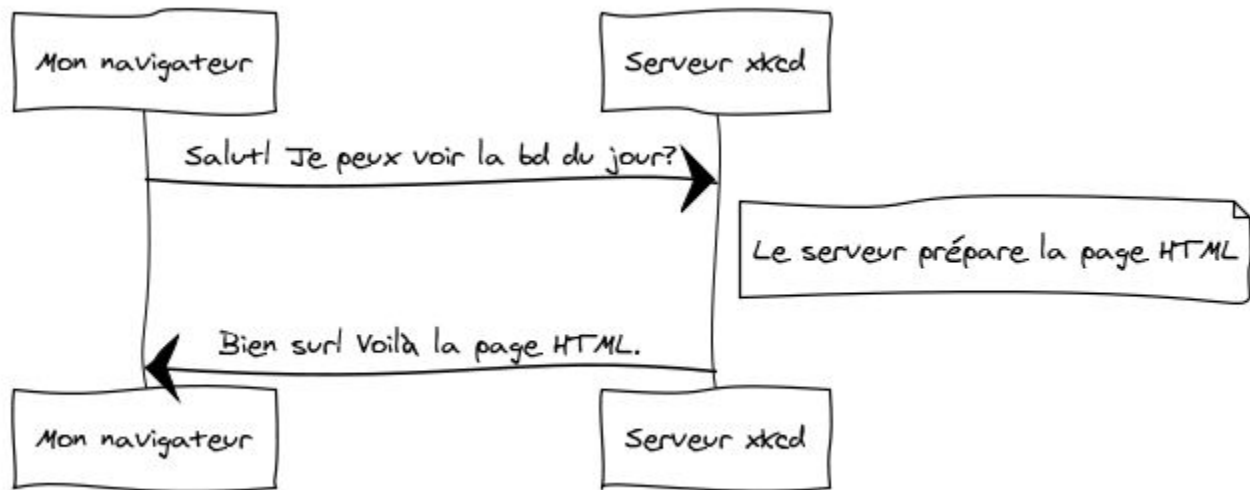 Mon navigateur
Serveur xkcd
Salut! Je peux voir la bd du jour?
Le serveur prépare la page HTML
Bien sur! Voilà la page HTML.
Mon navigateur
Serveur xkcd